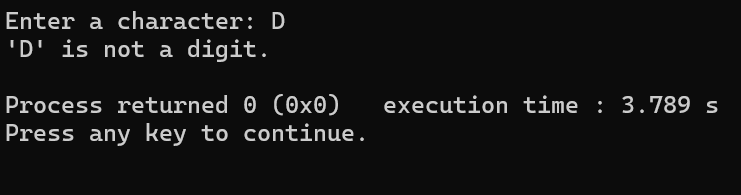 Enter a character: D
'D' is not a digit.
Process returned 0 (0x0)   execution time : 3.789 s
Press any key to continue.